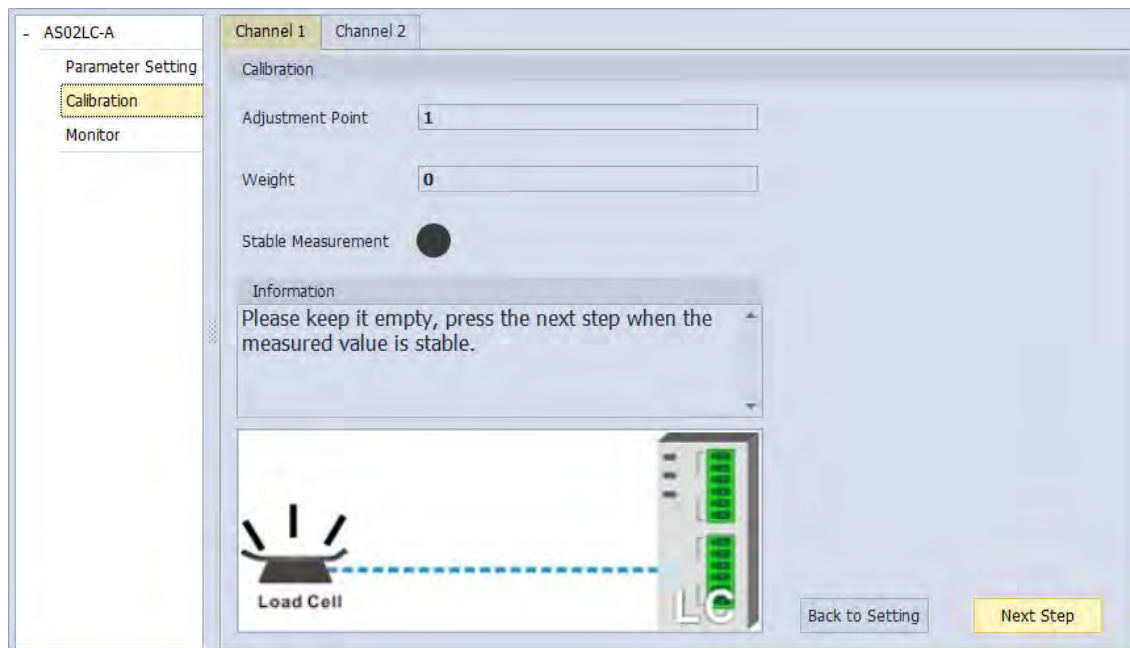 - AS02LC-A
Parameter Setting
Calibration
Monitor
Channel 1 Channel 2
Calibration
Adjustment Point 1
Weight 0
Stable Measurement
Information
Please keep it empty, press the next step when the
measured value is stable.
Load Cell
LC
Back to Setting Next Step